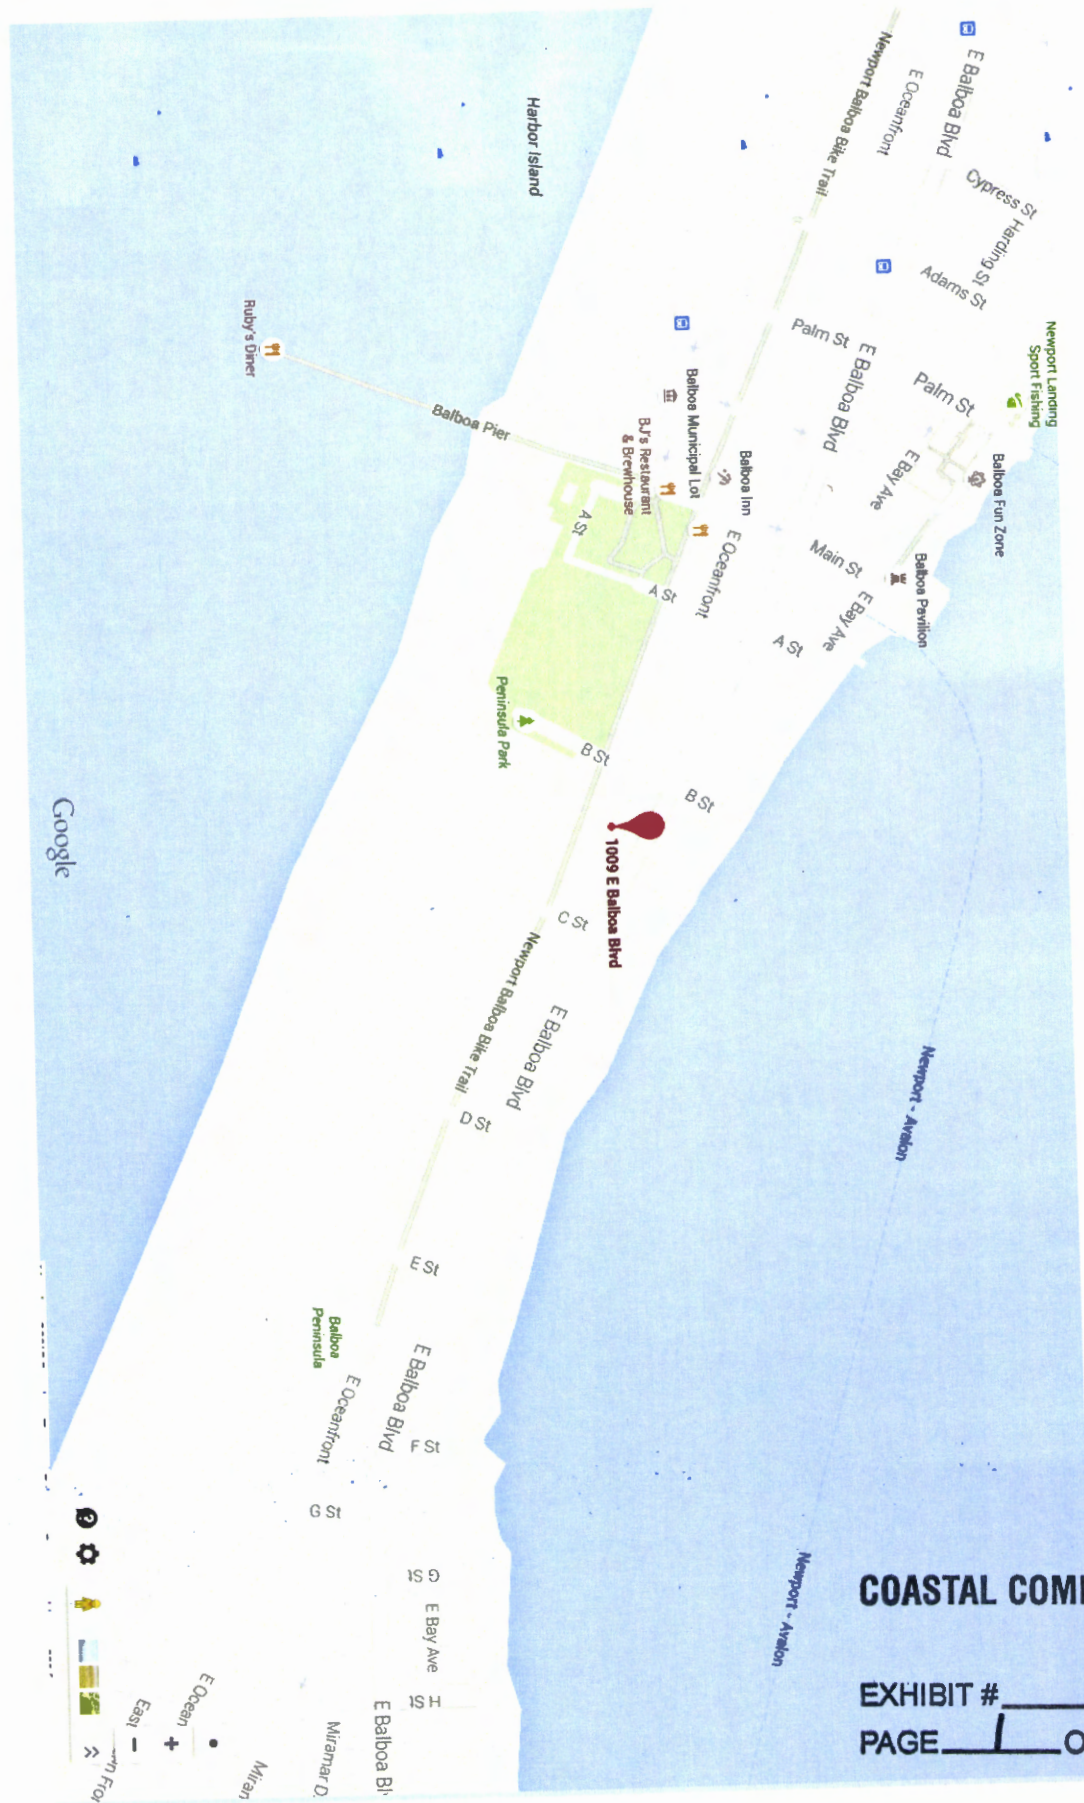 Newport Balboa Bike Trail
E Oceanfront
E Balboa Blvd
Cypress St
Harding St
Adams St
Harbor Island
Ruby's Diner
Balboa Pier
Palm St
E Balboa Blvd
Palm St
Newport Landing
Sport Fishing
Balboa Municipal Lot
BJ's Restaurant
& Brewhouse
Balboa Inn
E Bay Ave
Balboa Fun Zone
A St
E Oceanfront
Main St
Balboa Pavilion
A St
E Bay Ave
A St
Peninsula Park
B St
B St
1009 E Balboa Blvd
Google
C St
Newport Balboa Bike Trail
E Balboa Blvd
D St
Newport - Avalon
E St
Balboa
Peninsula
E Oceanfront
E Balboa Blvd
F St
G St
G St
E Bay Ave
H St
Newport - Avalon
E Ocean
East
Miramar D
Miran
E Balboa Bl
COASTAL COM
EXHIBIT #
PAGE 1 O